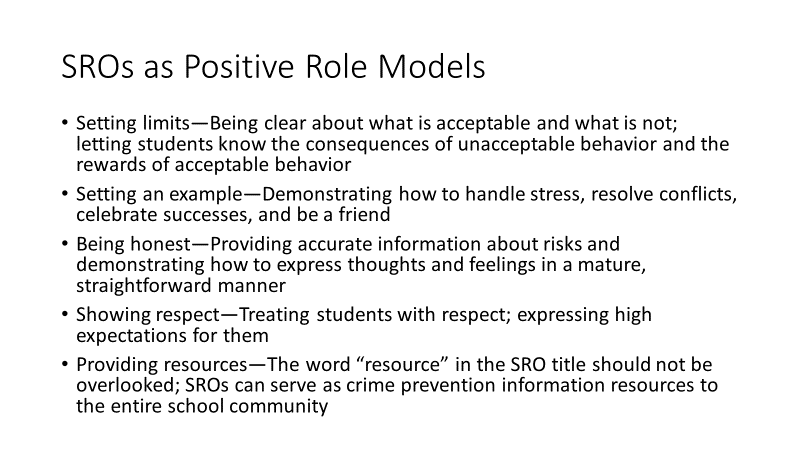 SROs as Positive Role Models
• Setting limits—Being clear about what is acceptable and what is not;
letting students know the consequences of unacceptable behavior and the
rewards of acceptable behavior
• Setting an example—Demonstrating how to handle stress, resolve conflicts,
celebrate successes, and be a friend
• Being honest—Providing accurate information about risks and
demonstrating how to express thoughts and feelings in a mature,
straightforward manner
• Showing respect—Treating students with respect; expressing high
expectations for them
• Providing resources—The word “resource” in the SRO title should not be
overlooked; SROs can serve as crime prevention information resources to
the entire school community